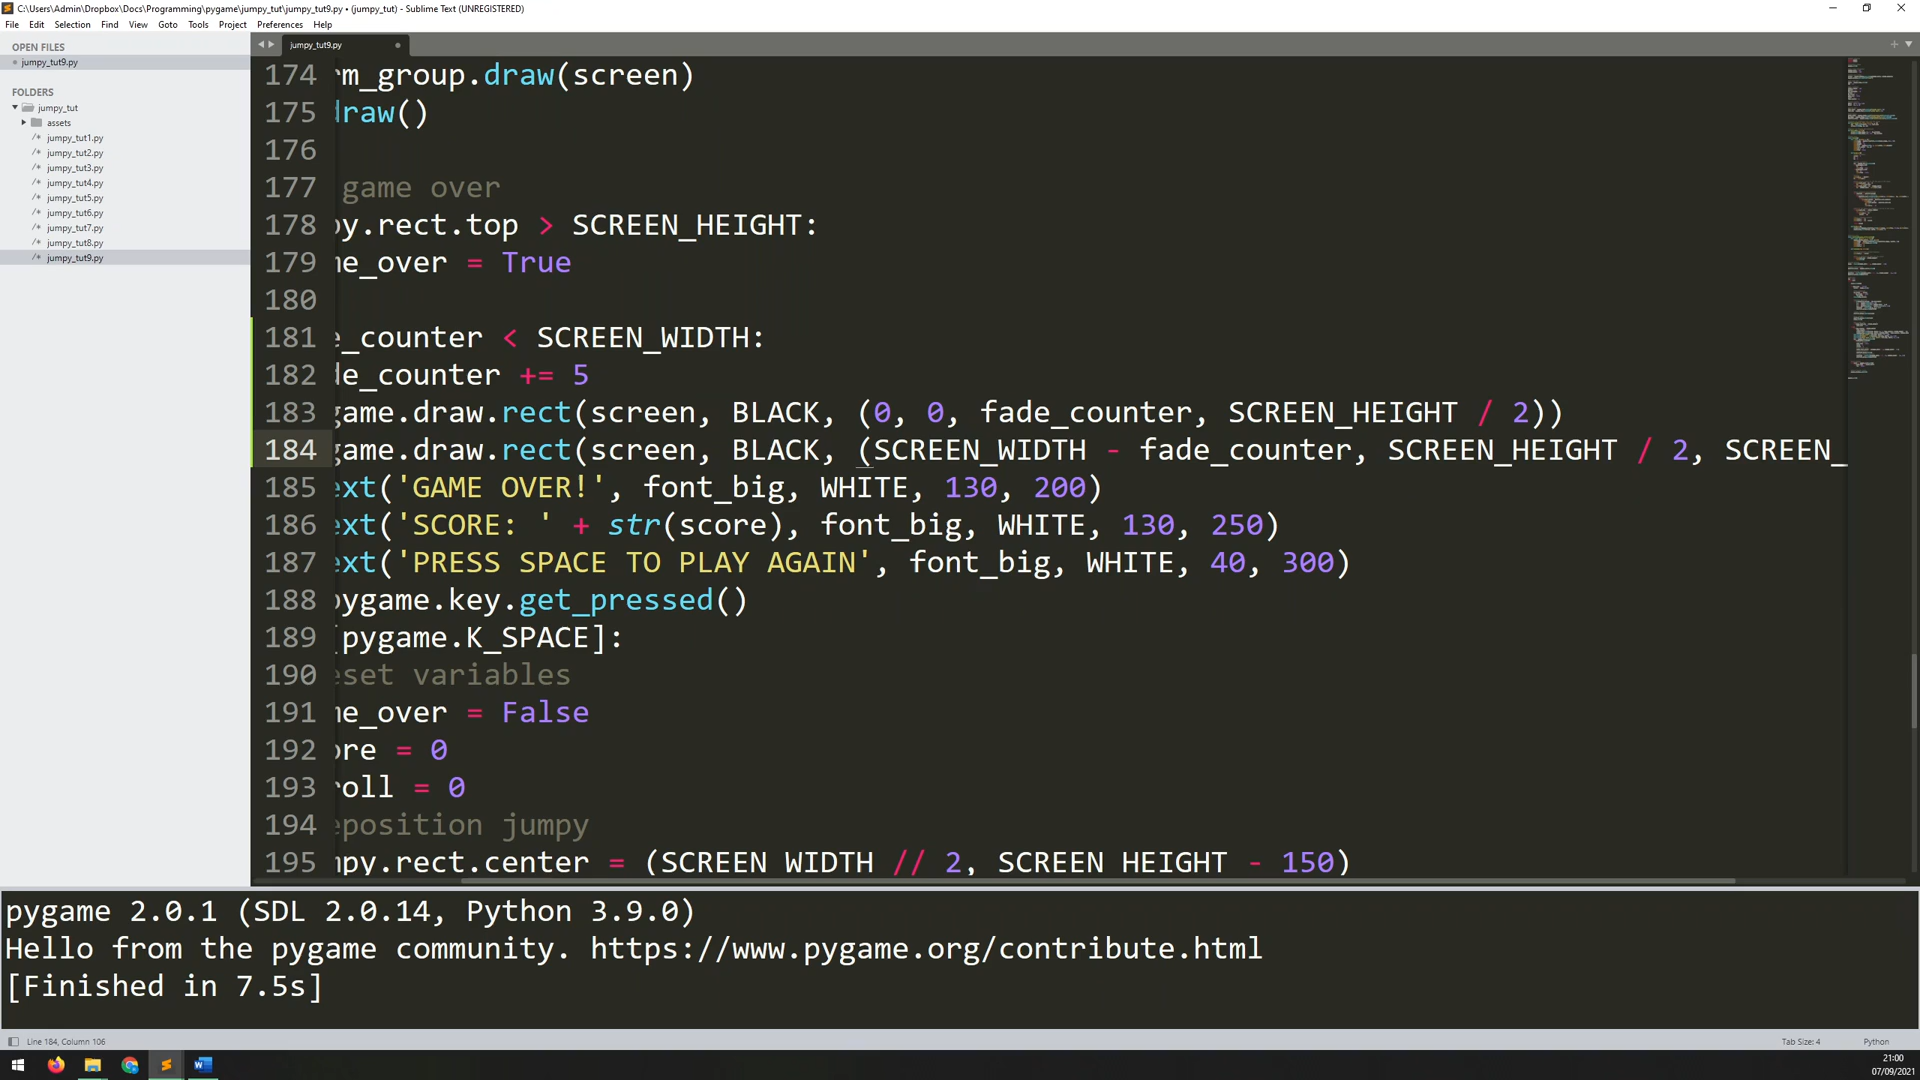 C:\Users\Admin\Dropbox\Docs\Programming\pygame\jumpy_tut\jumpy_tut9.py • (jumpy_tut) - Sublime Text (UNREGISTERED)
File Edit Selection Find View Goto Tools Project Preferences Help
OPEN FILES
jumpy_tut9.py
FOLDERS
jumpy_tut
assets
/* jumpy_tut1.py
/* jumpy_tut2.py
/* jumpy_tut3.py
/* jumpy_tut4.py
/* jumpy_tut5.py
/* jumpy_tut6.py
/* jumpy_tut7.py
/* jumpy_tut8.py
/* jumpy_tut9.py
jumpy_tut9.py
174 rm_group.draw(screen)
175 draw()
176
177 game over
178 py.rect.top > SCREEN_HEIGHT:
179 me_over = True
180
181 e_counter < SCREEN_WIDTH:
182 de_counter += 5
183 game.draw.rect(screen, BLACK, (0, 0, fade_counter, SCREEN_HEIGHT / 2))
184 game.draw.rect(screen, BLACK, (SCREEN_WIDTH - fade_counter, SCREEN_HEIGHT / 2, SCREEN_
185 ext('GAME OVER!', font_big, WHITE, 130, 200)
186 ext('SCORE: ' + str(score), font_big, WHITE, 130, 250)
187 ext('PRESS SPACE TO PLAY AGAIN', font_big, WHITE, 40, 300)
188 pygame.key.get_pressed()
189 [pygame.K_SPACE]:
190 eset variables
191 me_over = False
192 ore = 0
193 roll = 0
194 eposition jumpy
195 mpy.rect.center = (SCREEN_WIDTH // 2, SCREEN_HEIGHT - 150)
pygame 2.0.1 (SDL 2.0.14, Python 3.9.0)
Hello from the pygame community. https://www.pygame.org/contribute.html
[Finished in 7.5s]
Line 184, Column 106
Tab Size: 4
Python
21:00
07/09/2021